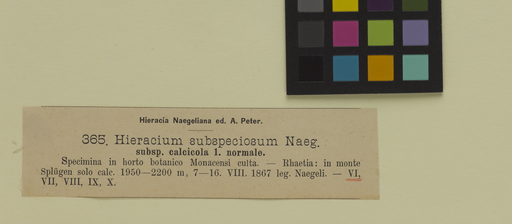 Hieracia Naegeliana ed. A. Peter.
365. Hieracium subspeciosum Naeg.
subsp. calcicola 1. normale.
Specimina in horto botanico Monacensi culta. — Rhaetia: in monte
Splügen solo calc. 1950—2200 m, 7—16. VIII. 1867 leg. Naegeli. — VI,
VII, VIII, IX, X.